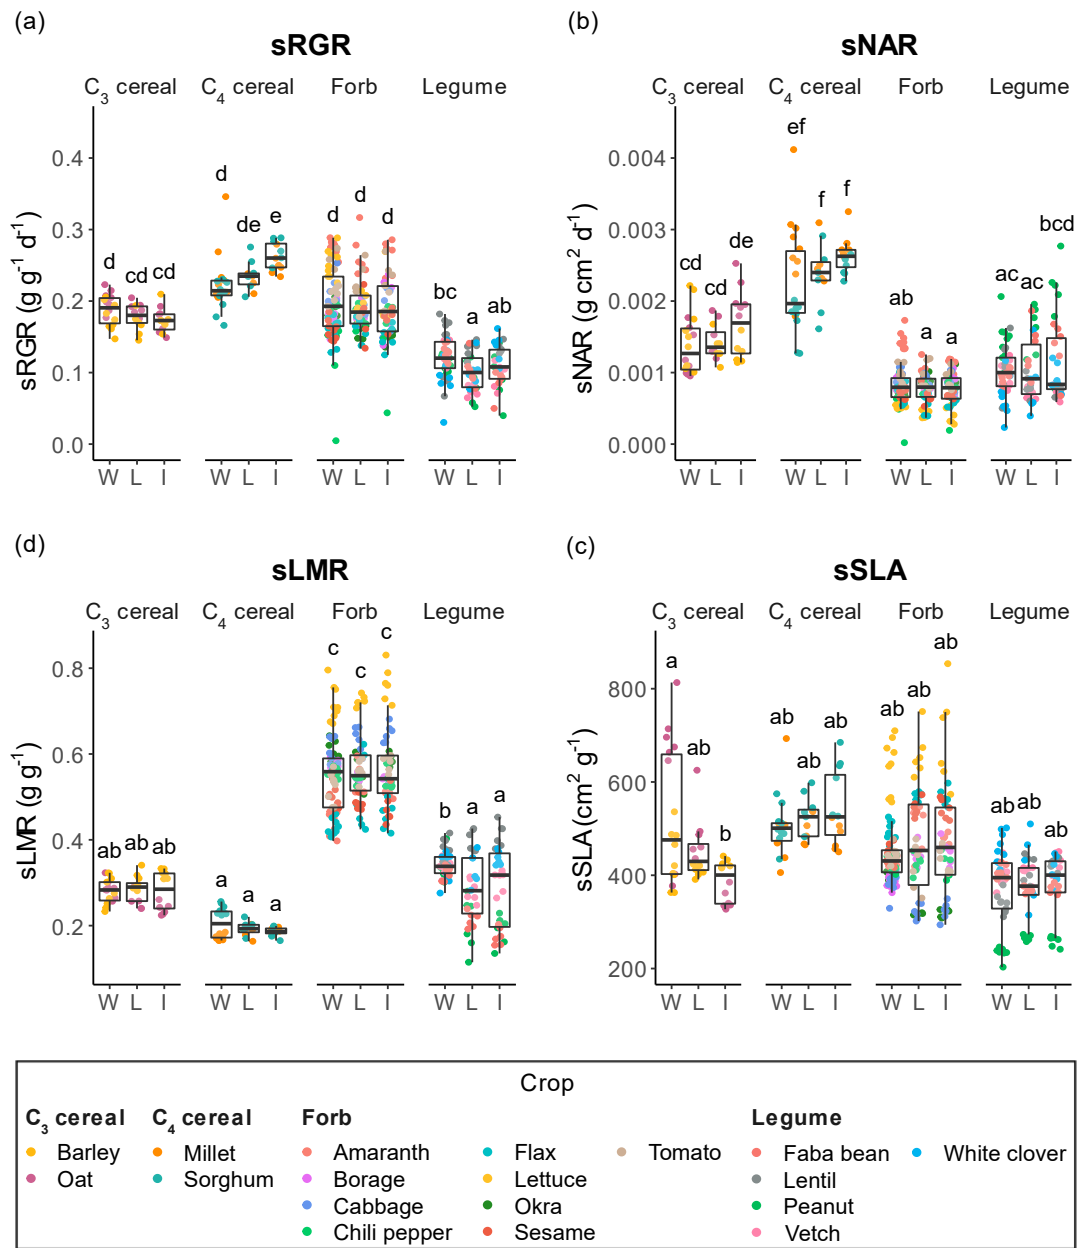 (a)
sRGR
C3 cereal C4 cereal Forb Legume
sRGR (g g-1 d-1)
0.4
0.3
0.2
0.1
0.0
d cd cd
d de e
d d d
bc a ab
W L I W L I W L I W L I
(b)
sNAR
C3 cereal C4 cereal Forb Legume
sNAR (g cm2 d-1)
0.004
0.003
0.002
0.001
0.000
cd cd de
ef f f
ab a a
ac ac bcd
W L I W L I W L I W L I
(d)
sLMR
C3 cereal C4 cereal Forb Legume
sLMR (g g-1)
0.8
0.6
0.4
0.2
ab ab ab
a a a
c c c
b a a
W L I W L I W L I W L I
(c)
sSLA
C3 cereal C4 cereal Forb Legume
sSLA (cm2 g-1)
800
600
400
200
a ab b
ab ab ab
ab ab ab
ab ab ab
W L I W L I W L I W L I
Crop
C3 cereal
Barley
Oat
C4 cereal
Millet
Sorghum
Forb
Amaranth
Borage
Cabbage
Chili pepper
Flax
Lettuce
Okra
Sesame
Tomato
Legume
Faba bean
Lentil
Peanut
Vetch
White clover